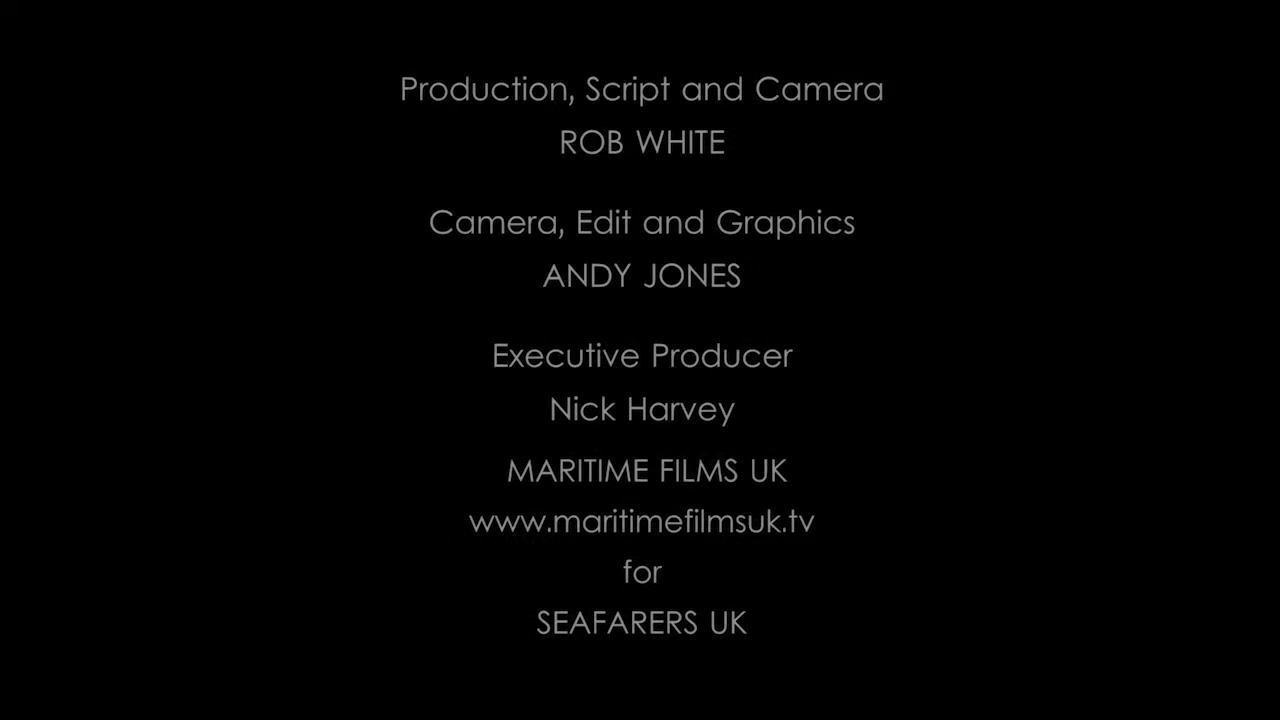 Production, Script and Camera
ROB WHITE
Camera, Edit and Graphics
ANDY JONES
Executive Producer
Nick Harvey
MARITIME FILMS UK
www.maritimefilmsuk.tv
for
SEAFARERS UK